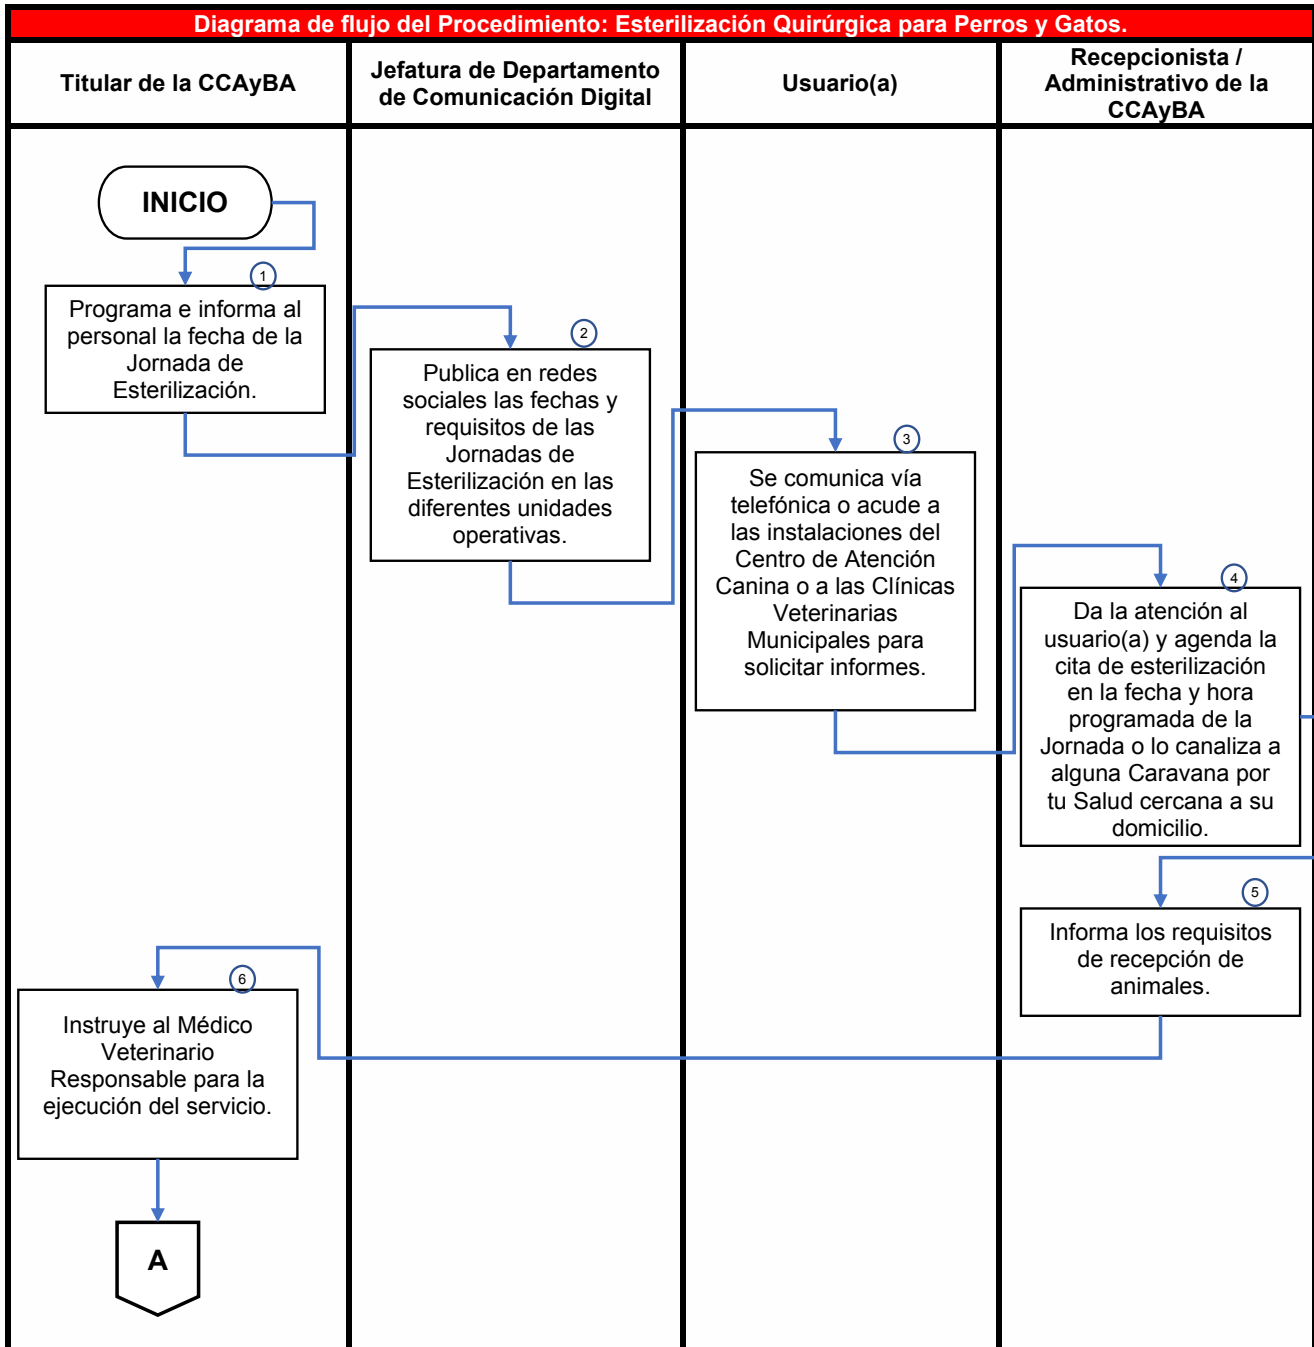 Diagrama de flujo del Procedimiento: Esterilización Quirúrgica para Perros y Gatos.
Titular de la CCAyBA
Jefatura de Departamento
de Comunicación Digital
Usuario(a)
Recepcionista /
Administrativo de la
CCAyBA
INICIO
1
Programa e informa al
personal la fecha de la
Jornada de
Esterilización.
2
Publica en redes
sociales las fechas y
requisitos de las
Jornadas de
Esterilización en las
diferentes unidades
operativas.
3
Se comunica vía
telefónica o acude a
las instalaciones del
Centro de Atención
Canina o a las Clínicas
Veterinarias
Municipales para
solicitar informes.
4
Da la atención al
usuario(a) y agenda la
cita de esterilización
en la fecha y hora
programada de la
Jornada o lo canaliza a
alguna Caravana por
tu Salud cercana a su
domicilio.
5
Informa los requisitos
de recepción de
animales.
6
Instruye al Médico
Veterinario
Responsable para la
ejecución del servicio.
A